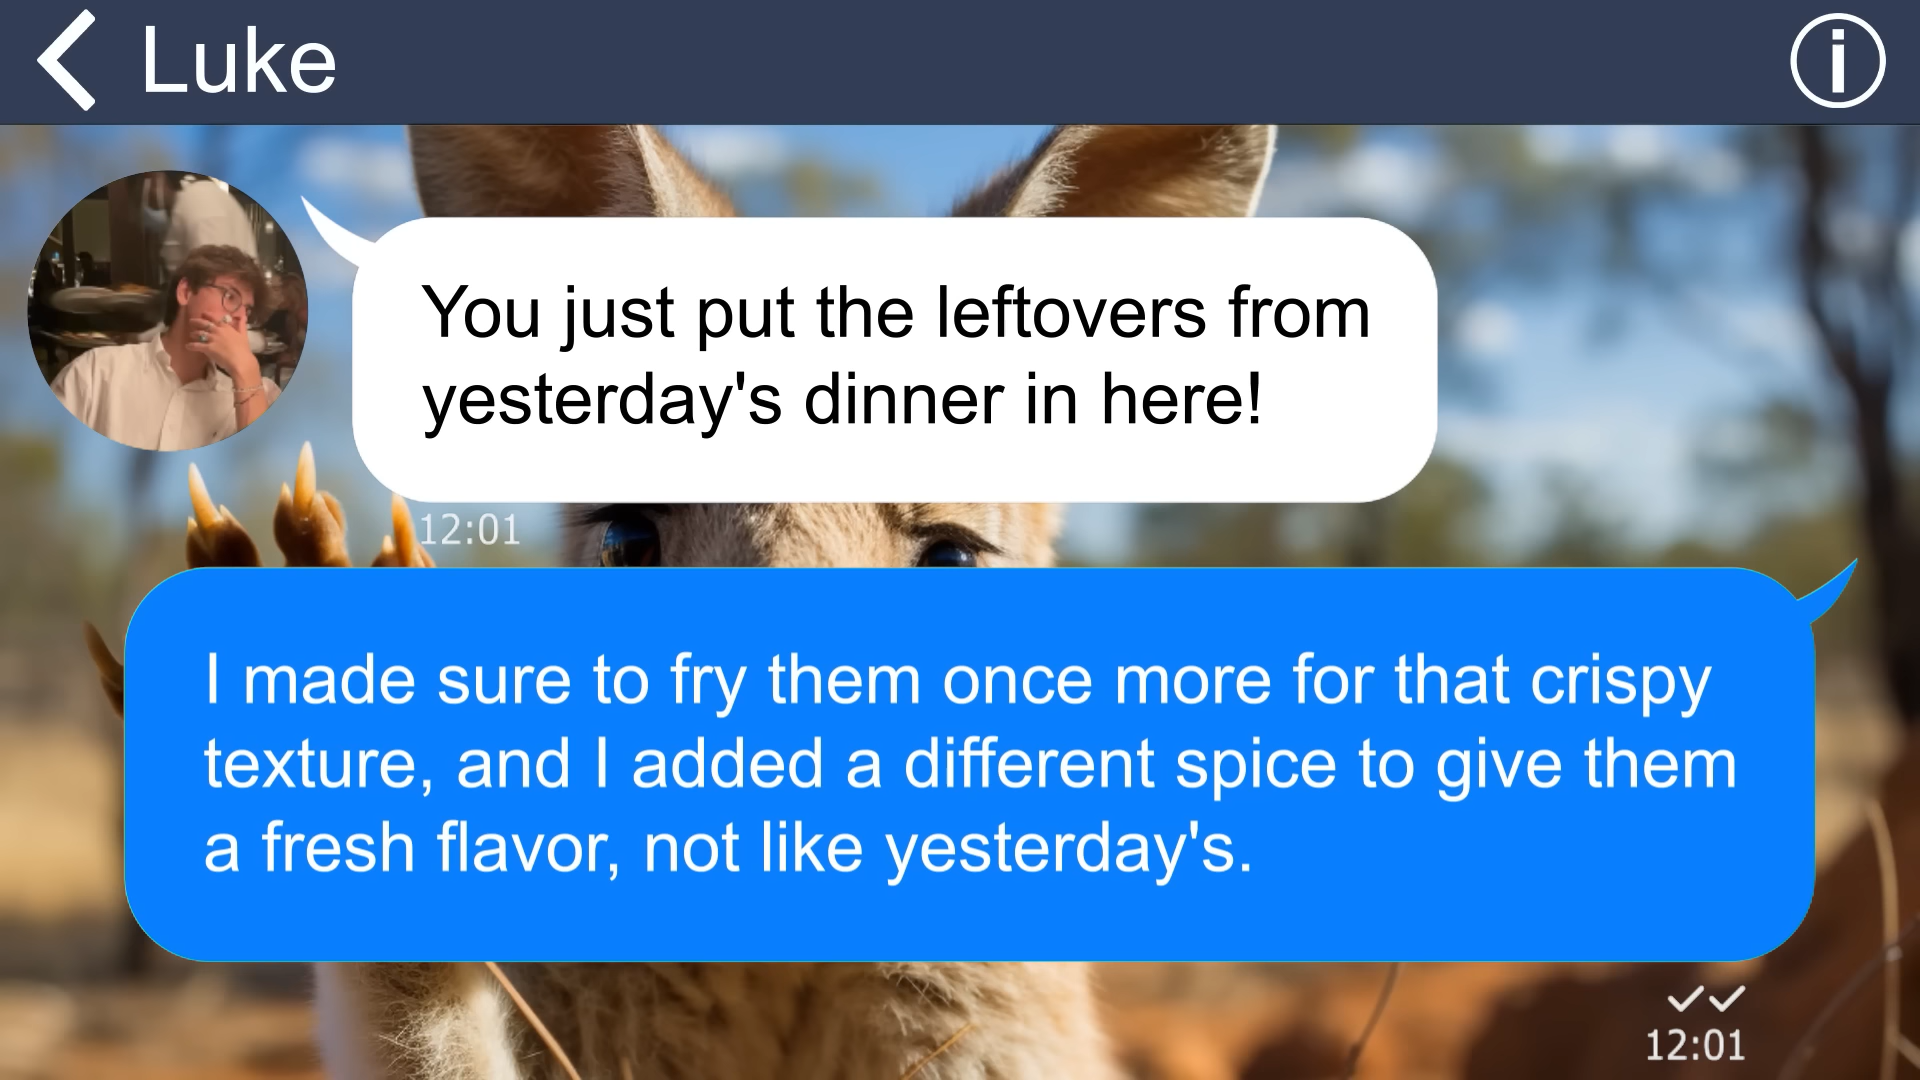 Luke
You just put the leftovers from
yesterday's dinner in here!
12:01
I made sure to fry them once more for that crispy
texture, and I added a different spice to give them
a fresh flavor, not like yesterday's.
12:01